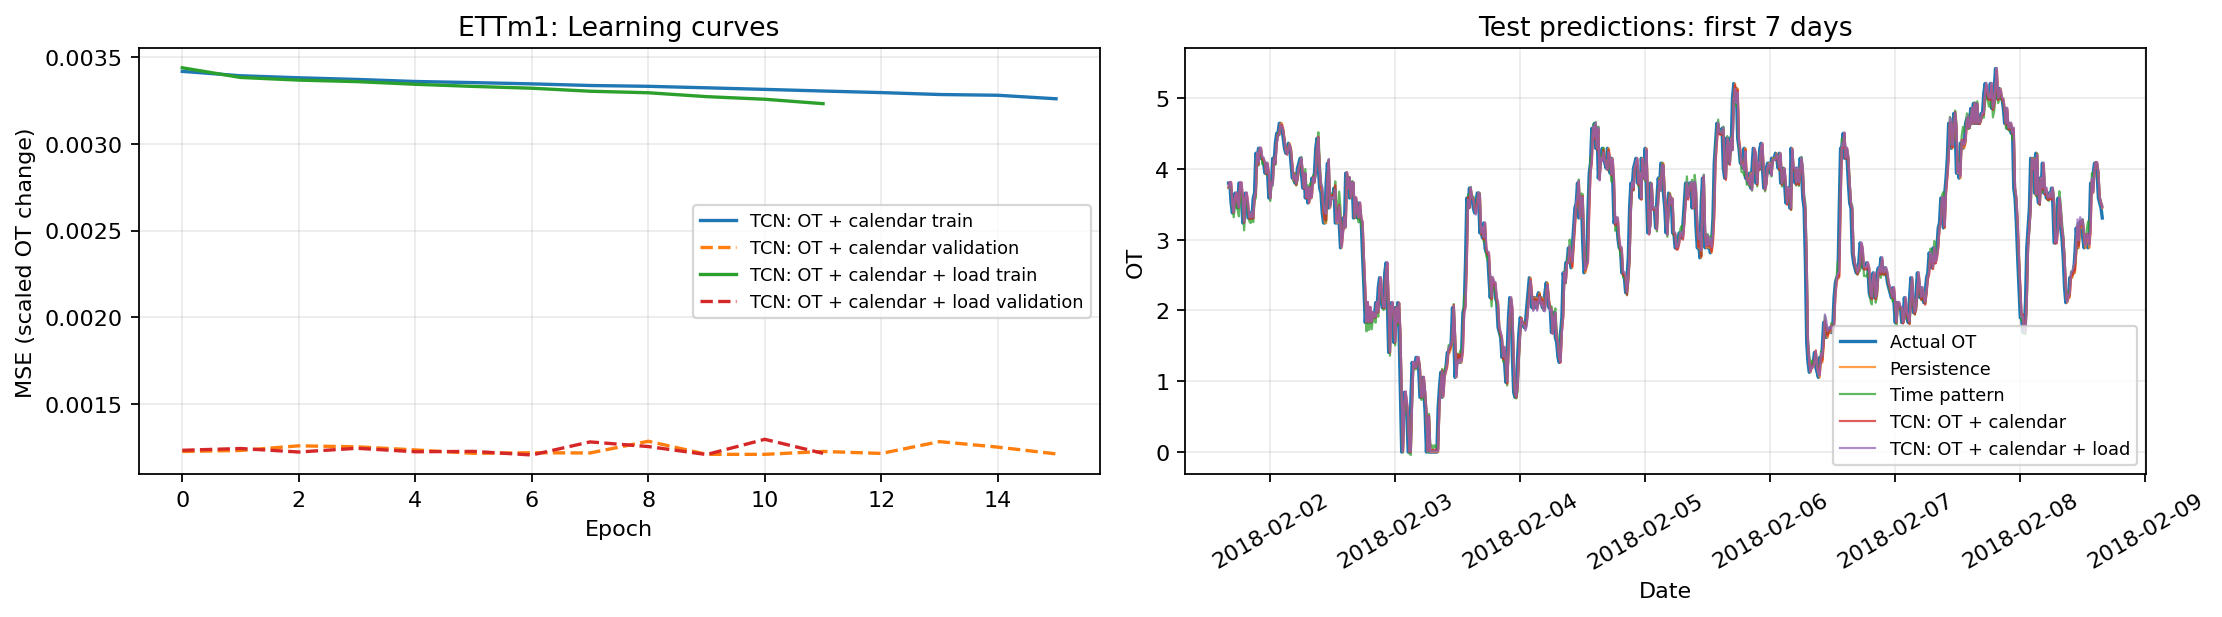 ETTm1: Learning curves
MSE (scaled OT change)
0.0035
0.0030
0.0025
0.0020
0.0015
TCN: OT + calendar train
TCN: OT + calendar validation
TCN: OT + calendar + load train
TCN: OT + calendar + load validation
0 2 4 6 8 10 12 14
Epoch
Test predictions: first 7 days
OT
5
4
3
2
1
0
Actual OT
Persistence
Time pattern
TCN: OT + calendar
TCN: OT + calendar + load
2018-02-02 2018-02-03 2018-02-04 2018-02-05 2018-02-06 2018-02-07 2018-02-08 2018-02-09
Date